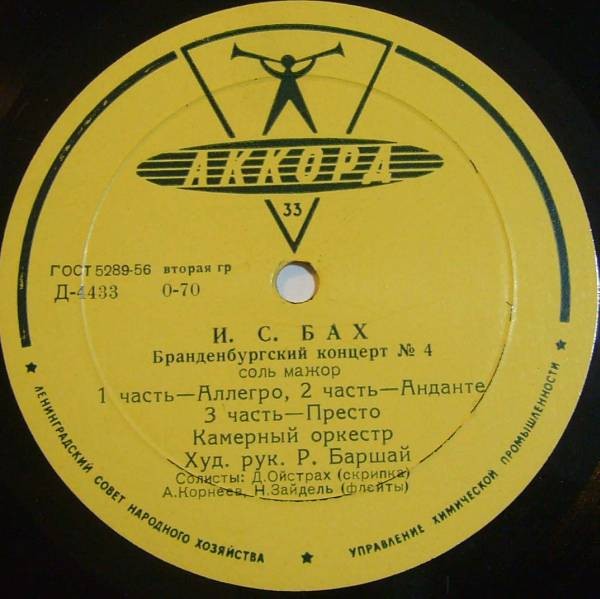 АККОРД
33
ГОСТ 5289-56 вторая гр
Д-4433 0-70
И. С. БАХ
Бранденбургский концерт № 4
соль мажор
1 часть—Аллегро, 2 часть—Анданте
3 часть—Престо
Камерный оркестр
Худ. рук. Р. Баршай
Солисты: Д.Ойстрах (скрипка)
А.Корнеев, Н.Зайдель (флейты)
★ ЛЕНИНГРАДСКИЙ СОВЕТ НАРОДНОГО ХОЗЯЙСТВА ★ УПРАВЛЕНИЕ ХИМИЧЕСКОЙ ПРОМЫШЛЕННОСТИ ★